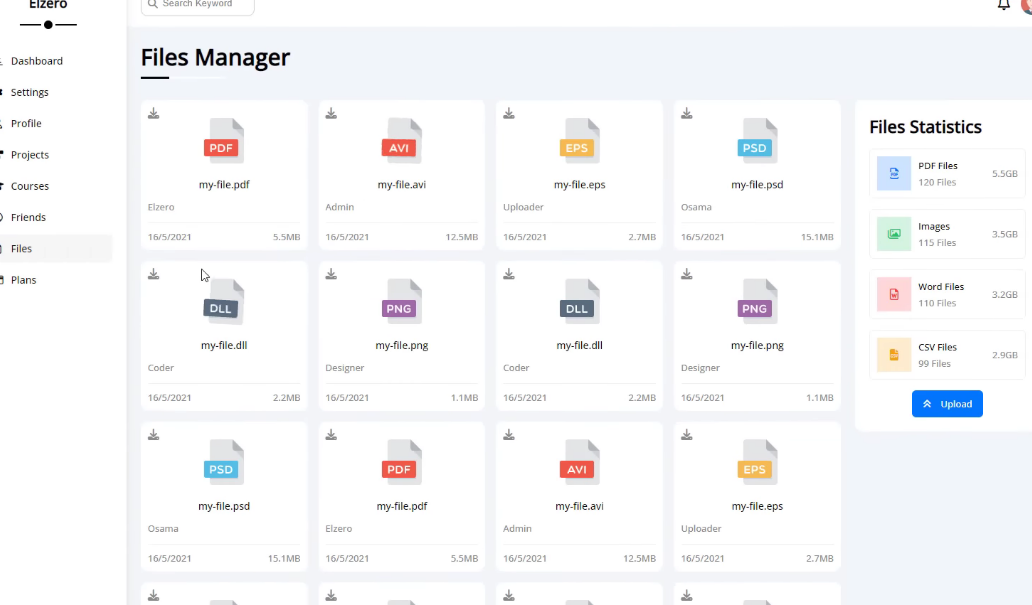 Elzero
Search Keyword
Dashboard
Settings
Profile
Projects
Courses
Friends
Files
Plans
Files Manager
PDF
my-file.pdf
Elzero
16/5/2021 5.5MB
AVI
my-file.avi
Admin
16/5/2021 12.5MB
EPS
my-file.eps
Uploader
16/5/2021 2.7MB
PSD
my-file.psd
Osama
16/5/2021 15.1MB
DLL
my-file.dll
Coder
16/5/2021 2.2MB
PNG
my-file.png
Designer
16/5/2021 1.1MB
DLL
my-file.dll
Coder
16/5/2021 2.2MB
PNG
my-file.png
Designer
16/5/2021 1.1MB
PSD
my-file.psd
Osama
16/5/2021 15.1MB
PDF
my-file.pdf
Elzero
16/5/2021 5.5MB
AVI
my-file.avi
Admin
16/5/2021 12.5MB
EPS
my-file.eps
Uploader
16/5/2021 2.7MB
Files Statistics
PDF Files
120 Files 5.5GB
Images
115 Files 3.5GB
Word Files
110 Files 3.2GB
CSV Files
99 Files 2.9GB
Upload